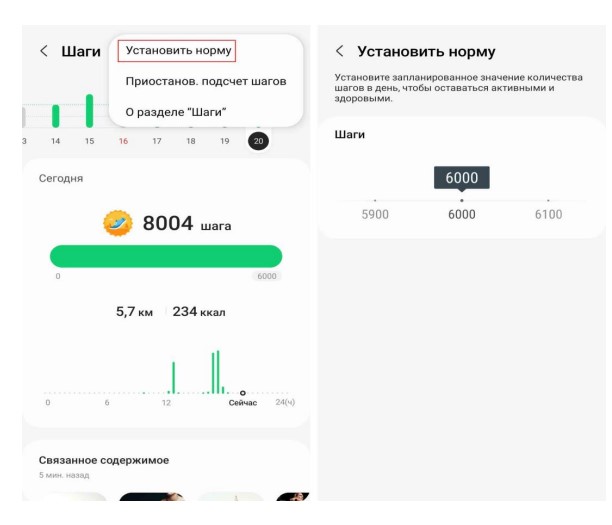 Шаги
Установить норму
Приостанов. подсчет шагов
О разделе “Шаги”
3 14 15 16 17 18 19 20
Сегодня
8004 шага
0 6000
5,7 км 234 ккал
0 6 12 Сейчас 24(ч)
Связанное содержимое
5 мин. назад
Установить норму
Установите запланированное значение количества
шагов в день, чтобы оставаться активными и
здоровыми.
Шаги
6000
5900 6000 6100